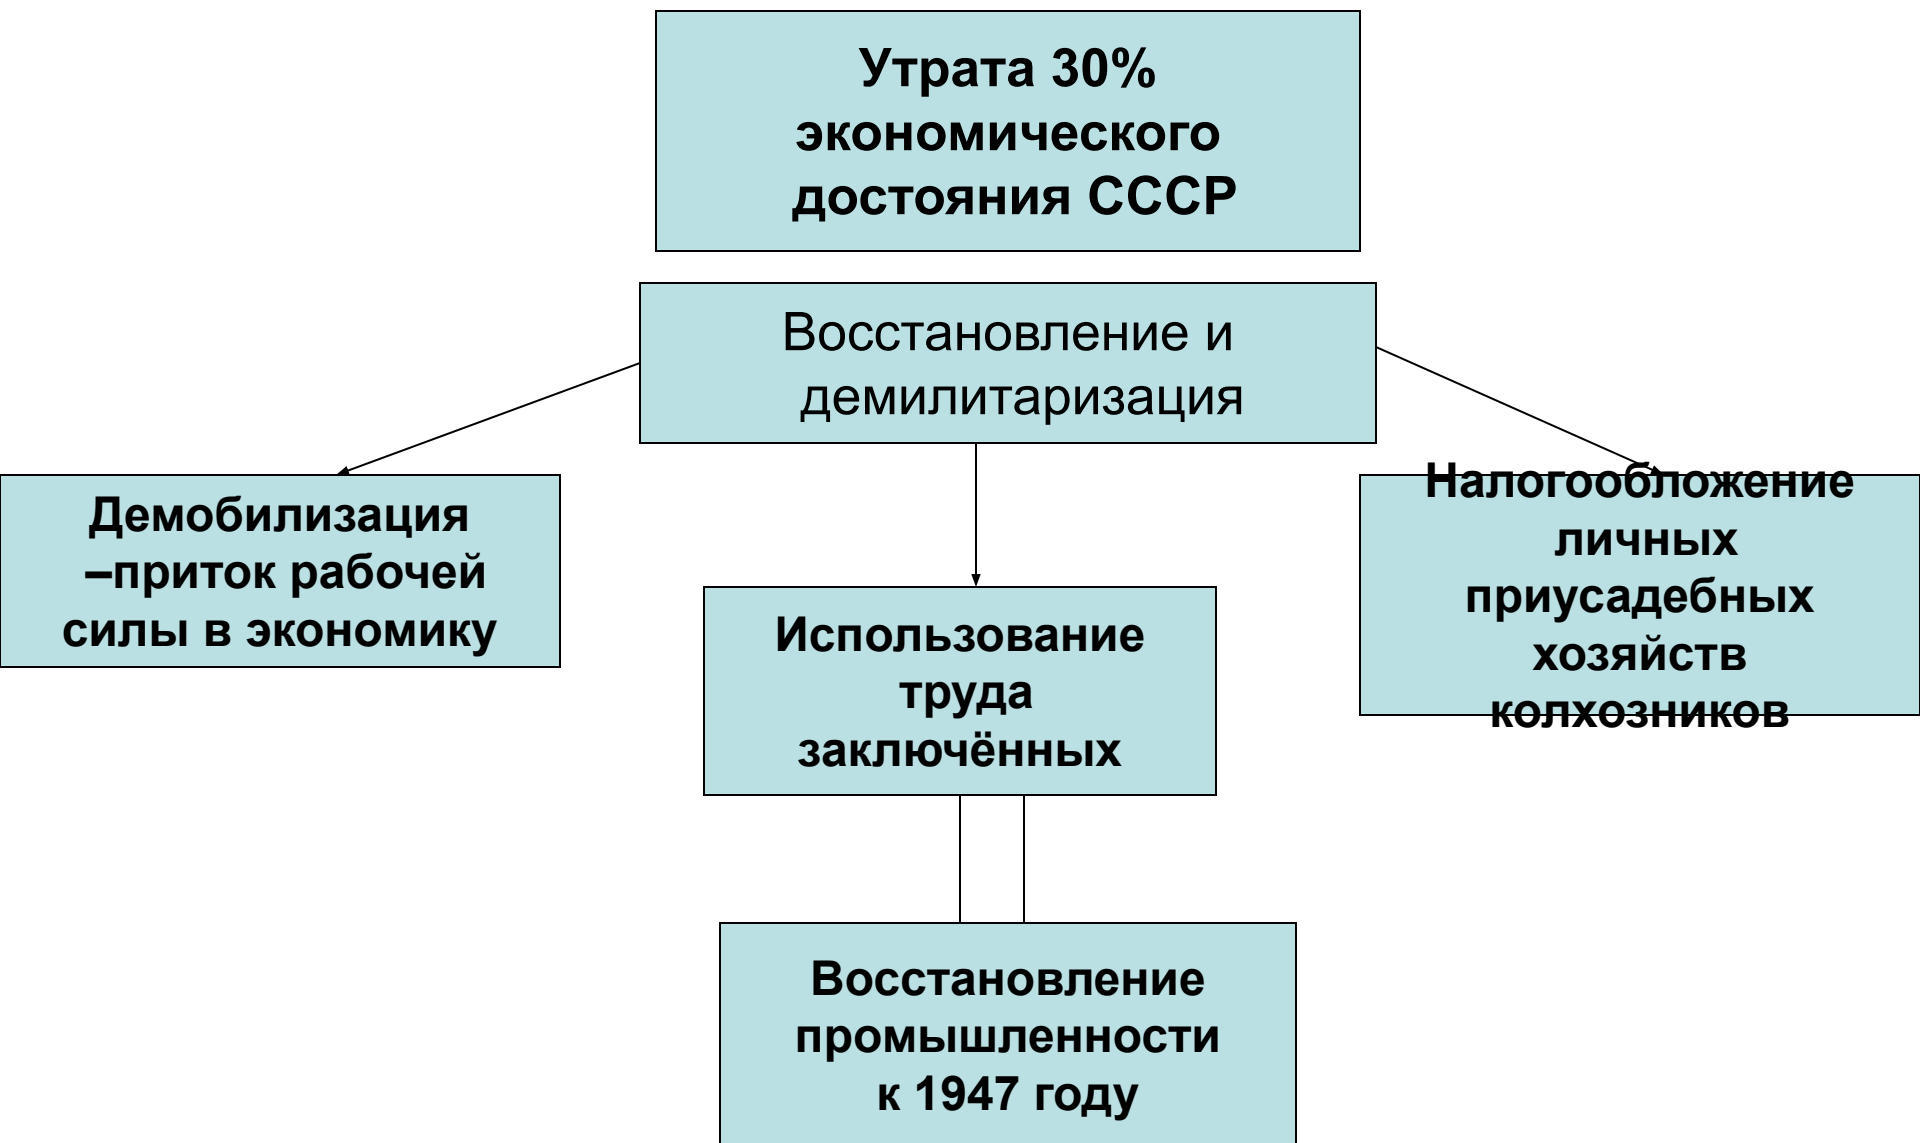 Утрата 30%
экономического
достояния СССР
Восстановление и
демилитаризация
Демобилизация
–приток рабочей
силы в экономику
Использование
труда
заключённых
Налогообложение
личных
приусадебных
хозяйств
колхозников
Восстановление
промышленности
к 1947 году